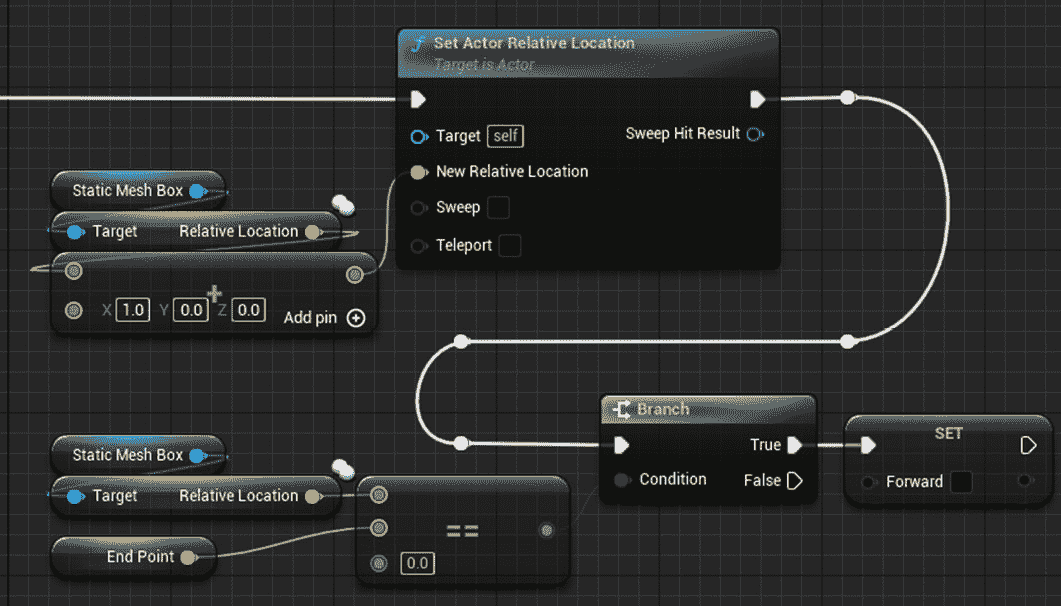 Set Actor Relative Location
Target is Actor
Target self
Sweep Hit Result
New Relative Location
Sweep
Teleport
Static Mesh Box
Target Relative Location
+
X 1.0 Y 0.0 Z 0.0 Add pin
Static Mesh Box
Target Relative Location
End Point
==
0.0
Branch
True
Condition False
SET
Forward